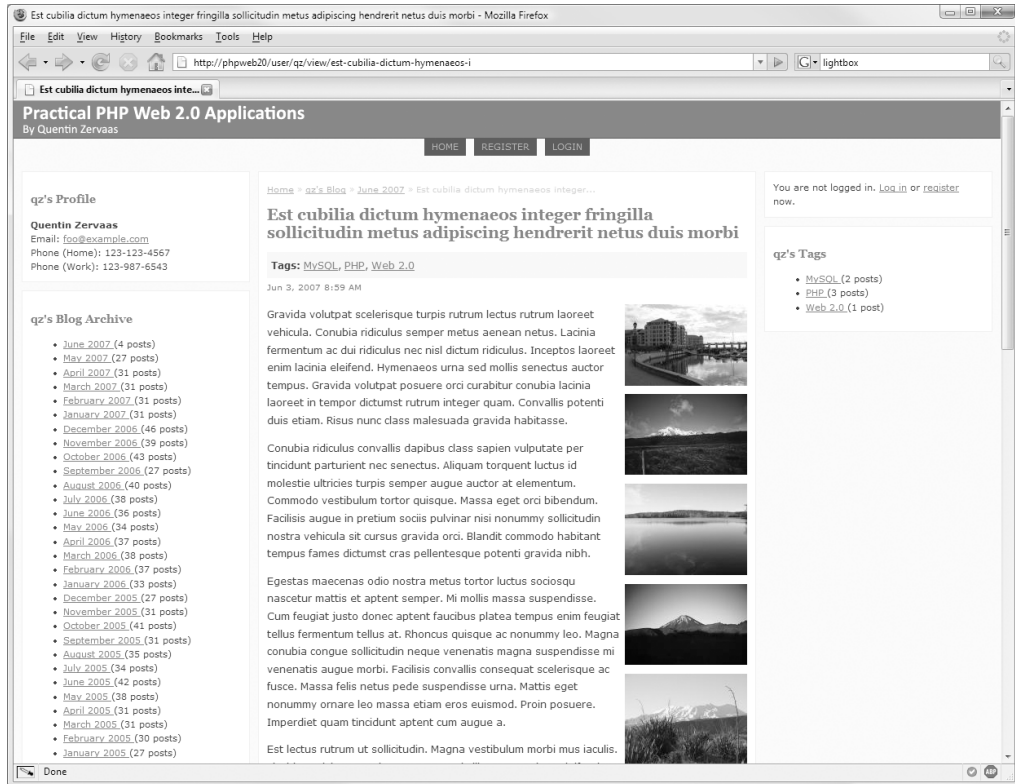 Est cubilia dictum hymenaeos integer fringilla sollicitudin metus adipiscing hendrerit netus duis morbi - Mozilla Firefox
File Edit View History Bookmarks Tools Help
http://phpweb20/user/qz/view/est-cubilia-dictum-hymenaeos-i
G lightbox
Est cubilia dictum hymenaeos inte...
Practical PHP Web 2.0 Applications
By Quentin Zervaas
HOME REGISTER LOGIN
qz's Profile
Quentin Zervaas
Email: foo@example.com
Phone (Home): 123-123-4567
Phone (Work): 123-987-6543
qz's Blog Archive
June 2007 (4 posts)
May 2007 (27 posts)
April 2007 (31 posts)
March 2007 (31 posts)
February 2007 (31 posts)
January 2007 (31 posts)
December 2006 (46 posts)
November 2006 (39 posts)
October 2006 (43 posts)
September 2006 (27 posts)
August 2006 (40 posts)
July 2006 (38 posts)
June 2006 (36 posts)
May 2006 (34 posts)
April 2006 (37 posts)
March 2006 (38 posts)
February 2006 (37 posts)
January 2006 (33 posts)
December 2005 (27 posts)
November 2005 (31 posts)
October 2005 (41 posts)
September 2005 (31 posts)
August 2005 (35 posts)
July 2005 (34 posts)
June 2005 (42 posts)
May 2005 (38 posts)
April 2005 (31 posts)
March 2005 (31 posts)
February 2005 (30 posts)
January 2005 (27 posts)
Home » qz's Blog » June 2007 » Est cubilia dictum hymenaeos integer...
Est cubilia dictum hymenaeos integer fringilla
sollicitudin metus adipiscing hendrerit netus duis morbi
Tags: MySQL, PHP, Web 2.0
Jun 3, 2007 8:59 AM
Gravida volutpat scelerisque turpis rutrum lectus rutrum laoreet
vehicula. Conubia ridiculus semper metus aenean netus. Lacinia
fermentum ac dui ridiculus nec nisl dictum ridiculus. Inceptos laoreet
enim lacinia eleifend. Hymenaeos urna sed mollis senectus auctor
tempus. Gravida volutpat posuere orci curabitur conubia lacinia
laoreet in tempor dictumst rutrum integer quam. Convallis potenti
duis etiam. Risus nunc class malesuada gravida habitasse.
Conubia ridiculus convallis dapibus class sapien vulputate per
tincidunt parturient nec senectus. Aliquam torquent luctus id
molestie ultricies turpis semper augue auctor at elementum.
Commodo vestibulum tortor quisque. Massa eget orci bibendum.
Facilisis augue in pretium sociis pulvinar nisi nonummy sollicitudin
nostra vehicula sit cursus gravida orci. Blandit commodo habitant
tempus fames dictumst cras pellentesque potenti gravida nibh.
Egestas maecenas odio nostra metus tortor luctus sociosqu
nascetur mattis et aptent semper. Mi mollis massa suspendisse.
Cum feugiat justo donec aptent faucibus platea tempus enim feugiat
tellus fermentum tellus at. Rhoncus quisque ac nonummy leo. Magna
conubia congue sollicitudin neque venenatis magna suspendisse mi
venenatis augue morbi. Facilisis convallis consequat scelerisque ac
fusce. Massa felis netus pede suspendisse urna. Mattis eget
nonummy ornare leo massa etiam eros euismod. Proin posuere.
Imperdiet quam tincidunt aptent cum augue a.
Est lectus rutrum ut sollicitudin. Magna vestibulum morbi mus iaculis.
You are not logged in. Log in or register
now.
qz's Tags
MySQL (2 posts)
PHP (3 posts)
Web 2.0 (1 post)
Done
ABP